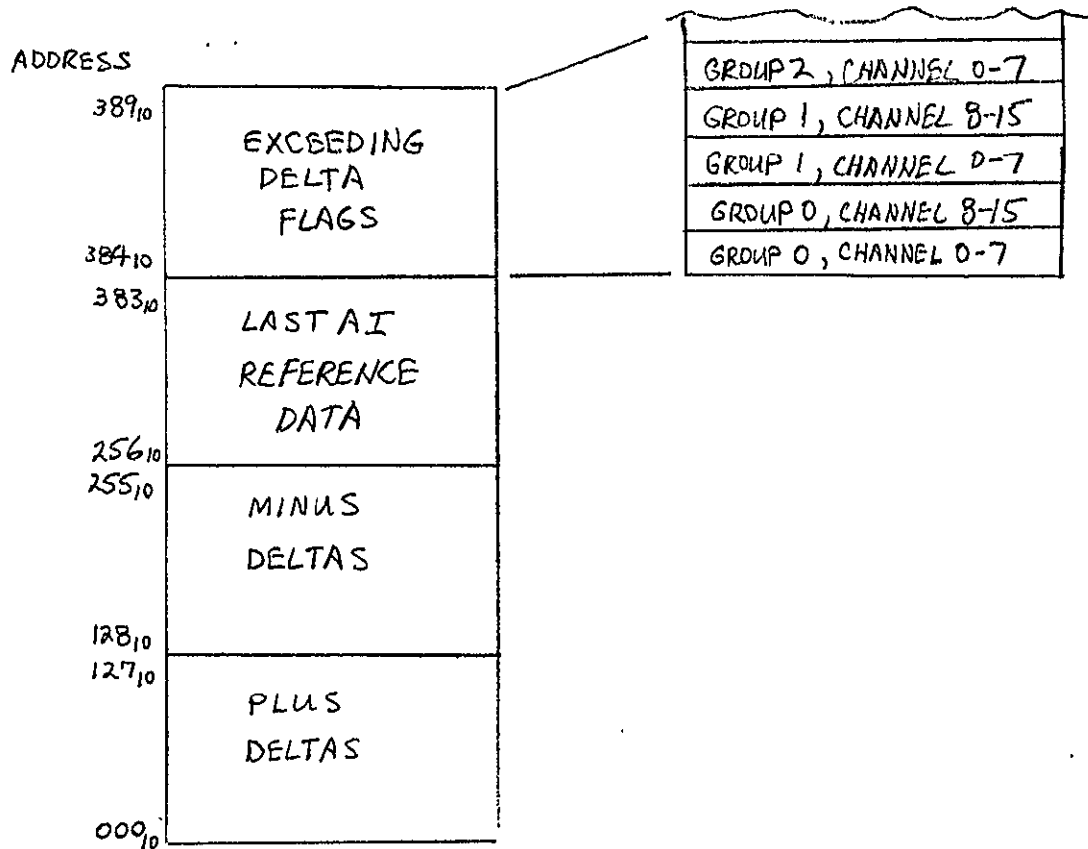 ADDRESS
389₁₀
EXCEEDING
DELTA
FLAGS
384₁₀
383₁₀
LAST AI
REFERENCE
DATA
256₁₀
255₁₀
MINUS
DELTAS
128₁₀
127₁₀
PLUS
DELTAS
000₁₀
GROUP 2, CHANNEL 0-7
GROUP 1, CHANNEL 8-15
GROUP 1, CHANNEL 0-7
GROUP 0, CHANNEL 8-15
GROUP 0, CHANNEL 0-7